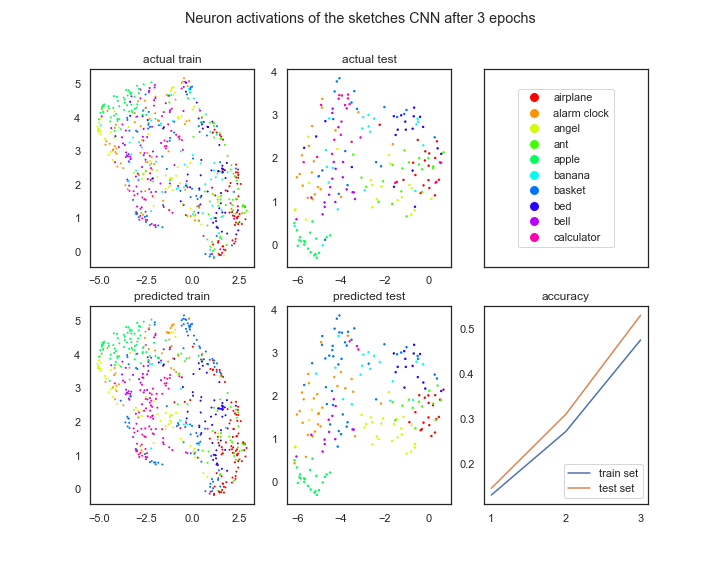 Neuron activations of the sketches CNN after 3 epochs
actual train
5
4
3
2
1
0
−5.0 −2.5 0.0 2.5
actual test
4
3
2
1
0
−6 −4 −2 0
airplane
alarm clock
angel
ant
apple
banana
basket
bed
bell
calculator
predicted train
5
4
3
2
1
0
−5.0 −2.5 0.0 2.5
predicted test
4
3
2
1
0
−6 −4 −2 0
accuracy
0.5
0.4
0.3
0.2
train set
test set
1 2 3